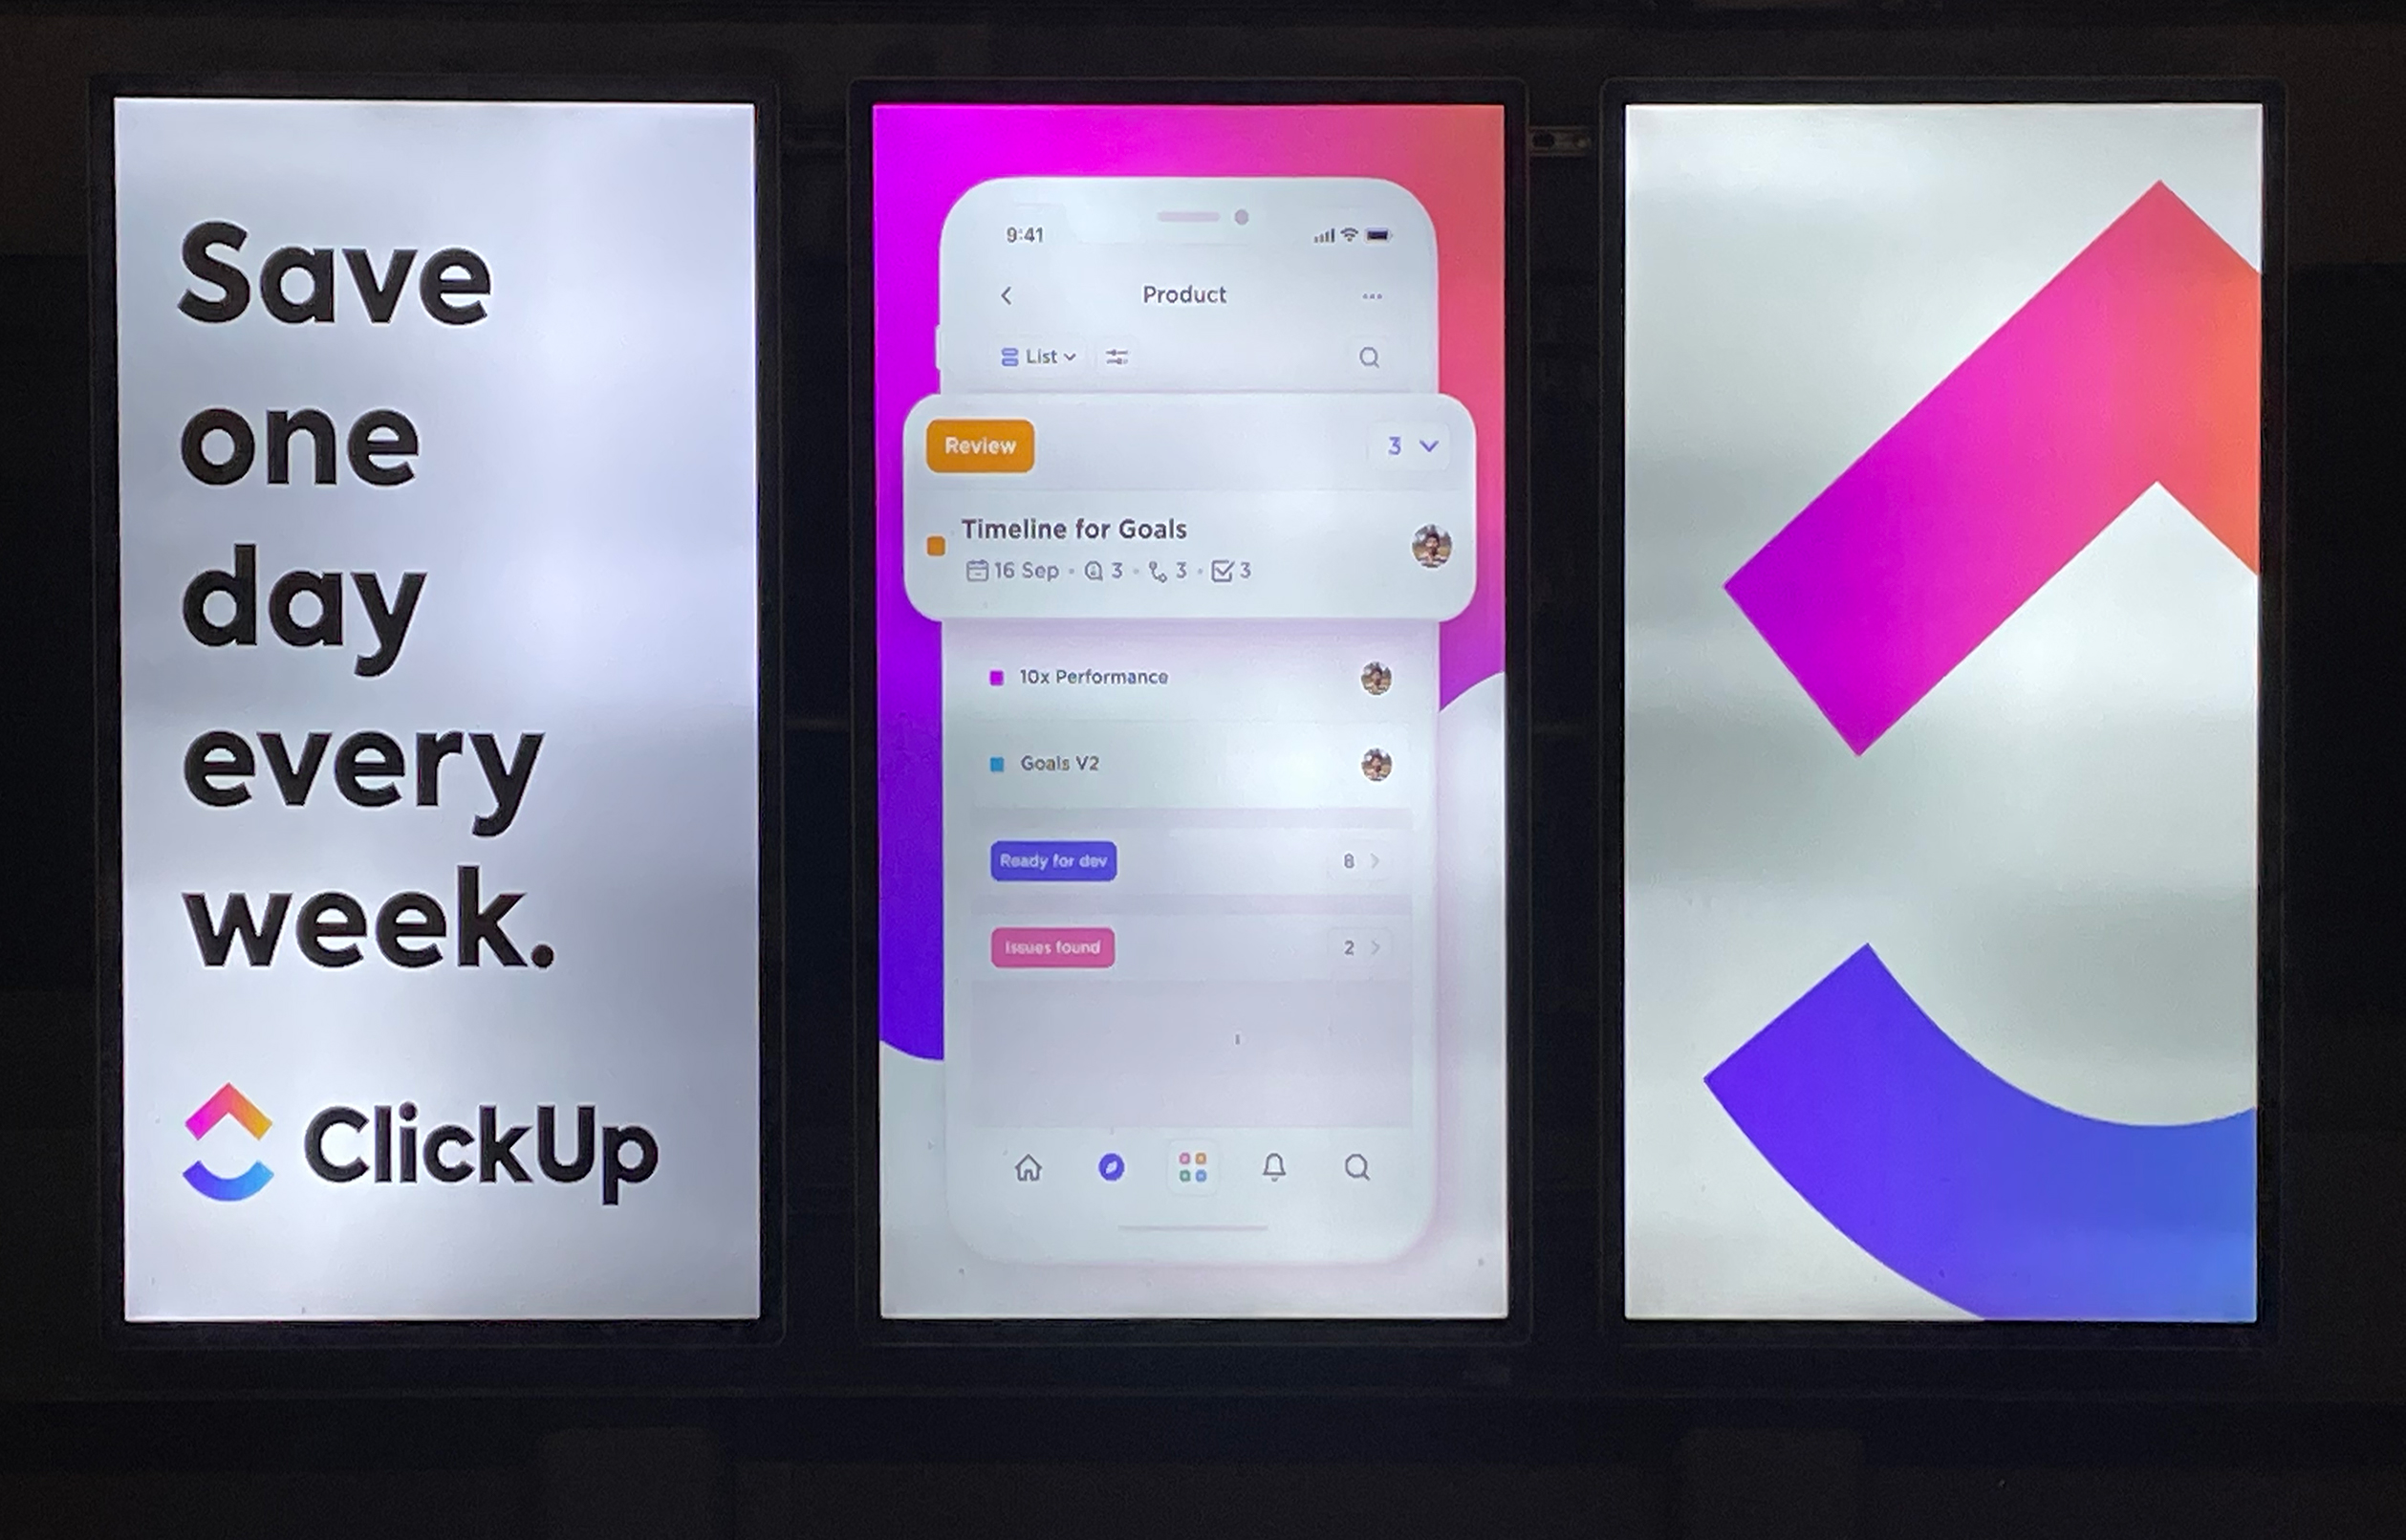 Save
one
day
every
week.
ClickUp
9:41
Product
List
Review 3
Timeline for Goals
16 Sep 3 3 3
10x Performance
Goals V2
Ready for dev 8
Issues found 2